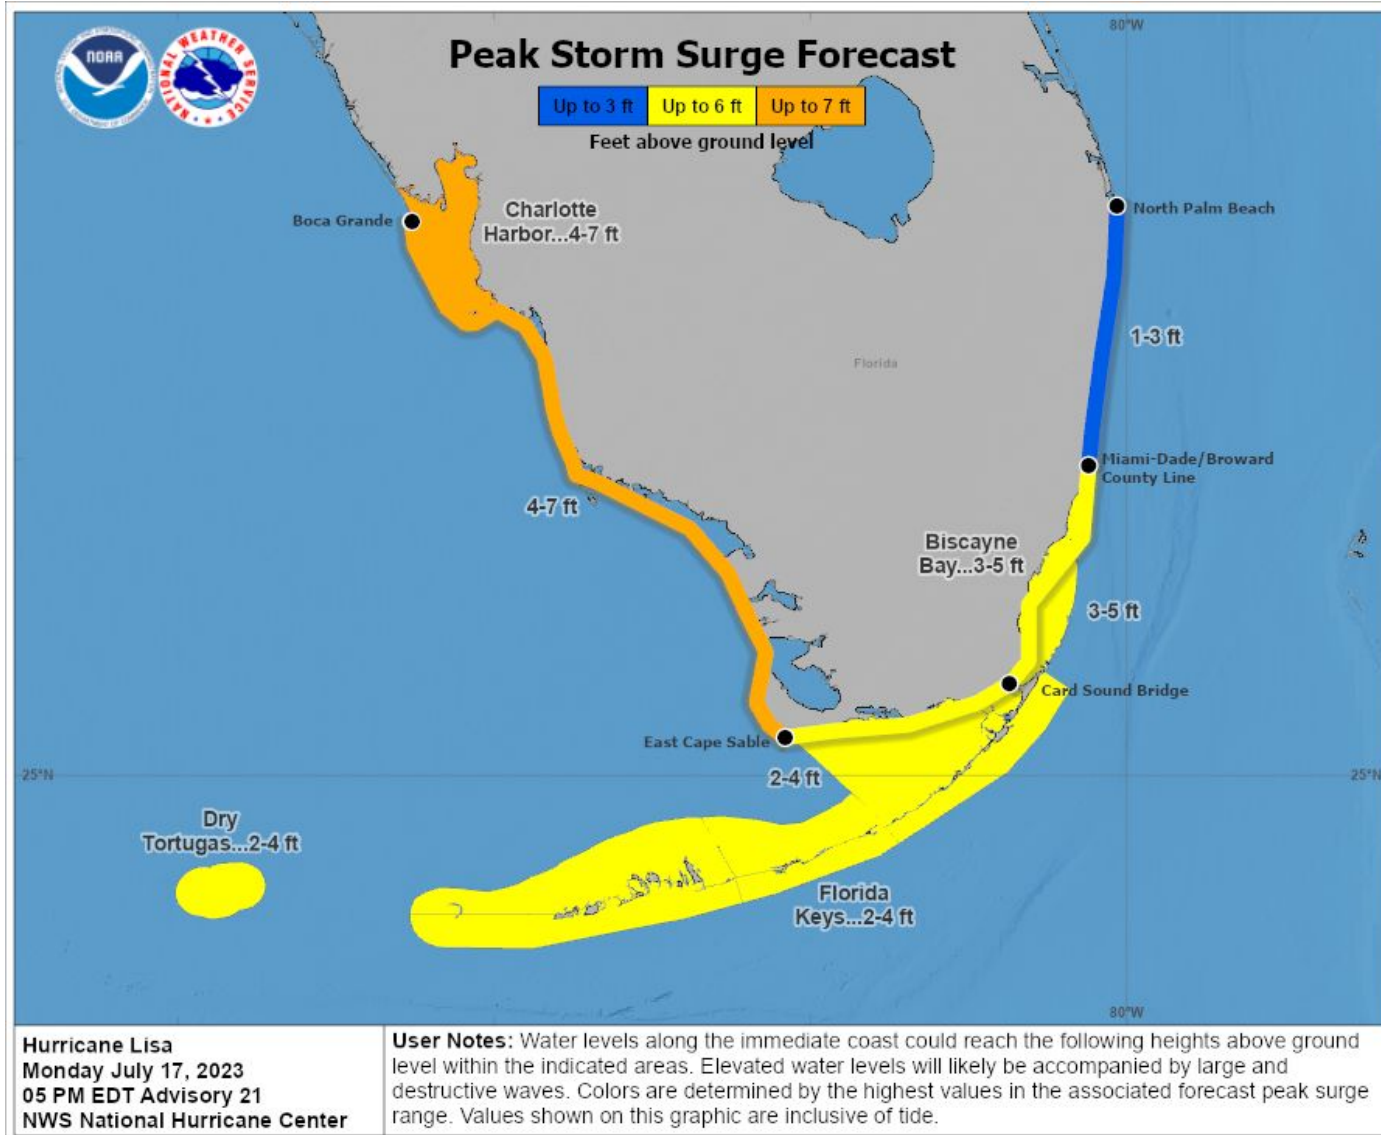 80°W
NOAA
NATIONAL WEATHER SERVICE
Peak Storm Surge Forecast
Up to 3 ft
Up to 6 ft
Up to 7 ft
Feet above ground level
Boca Grande
Charlotte
Harbor...4-7 ft
North Palm Beach
1-3 ft
Florida
Miami-Dade/Broward
County Line
4-7 ft
Biscayne
Bay...3-5 ft
3-5 ft
Card Sound Bridge
East Cape Sable
25°N
2-4 ft
25°N
Dry
Tortugas...2-4 ft
Florida
Keys...2-4 ft
80°W
Hurricane Lisa
Monday July 17, 2023
05 PM EDT Advisory 21
NWS National Hurricane Center
User Notes: Water levels along the immediate coast could reach the following heights above ground
level within the indicated areas. Elevated water levels will likely be accompanied by large and
destructive waves. Colors are determined by the highest values in the associated forecast peak surge
range. Values shown on this graphic are inclusive of tide.